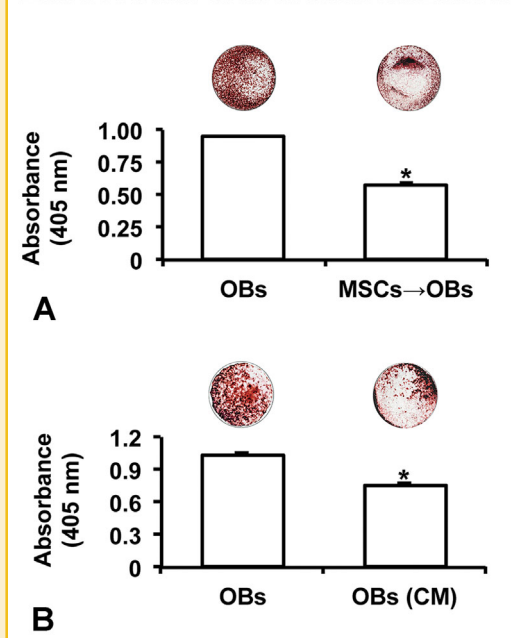 1.00
0.75
0.50
0.25
0
Absorbance
(405 nm)
*
OBs
MSCs→OBs
A
1.2
0.9
0.6
0.3
0
Absorbance
(405 nm)
*
OBs
OBs (CM)
B